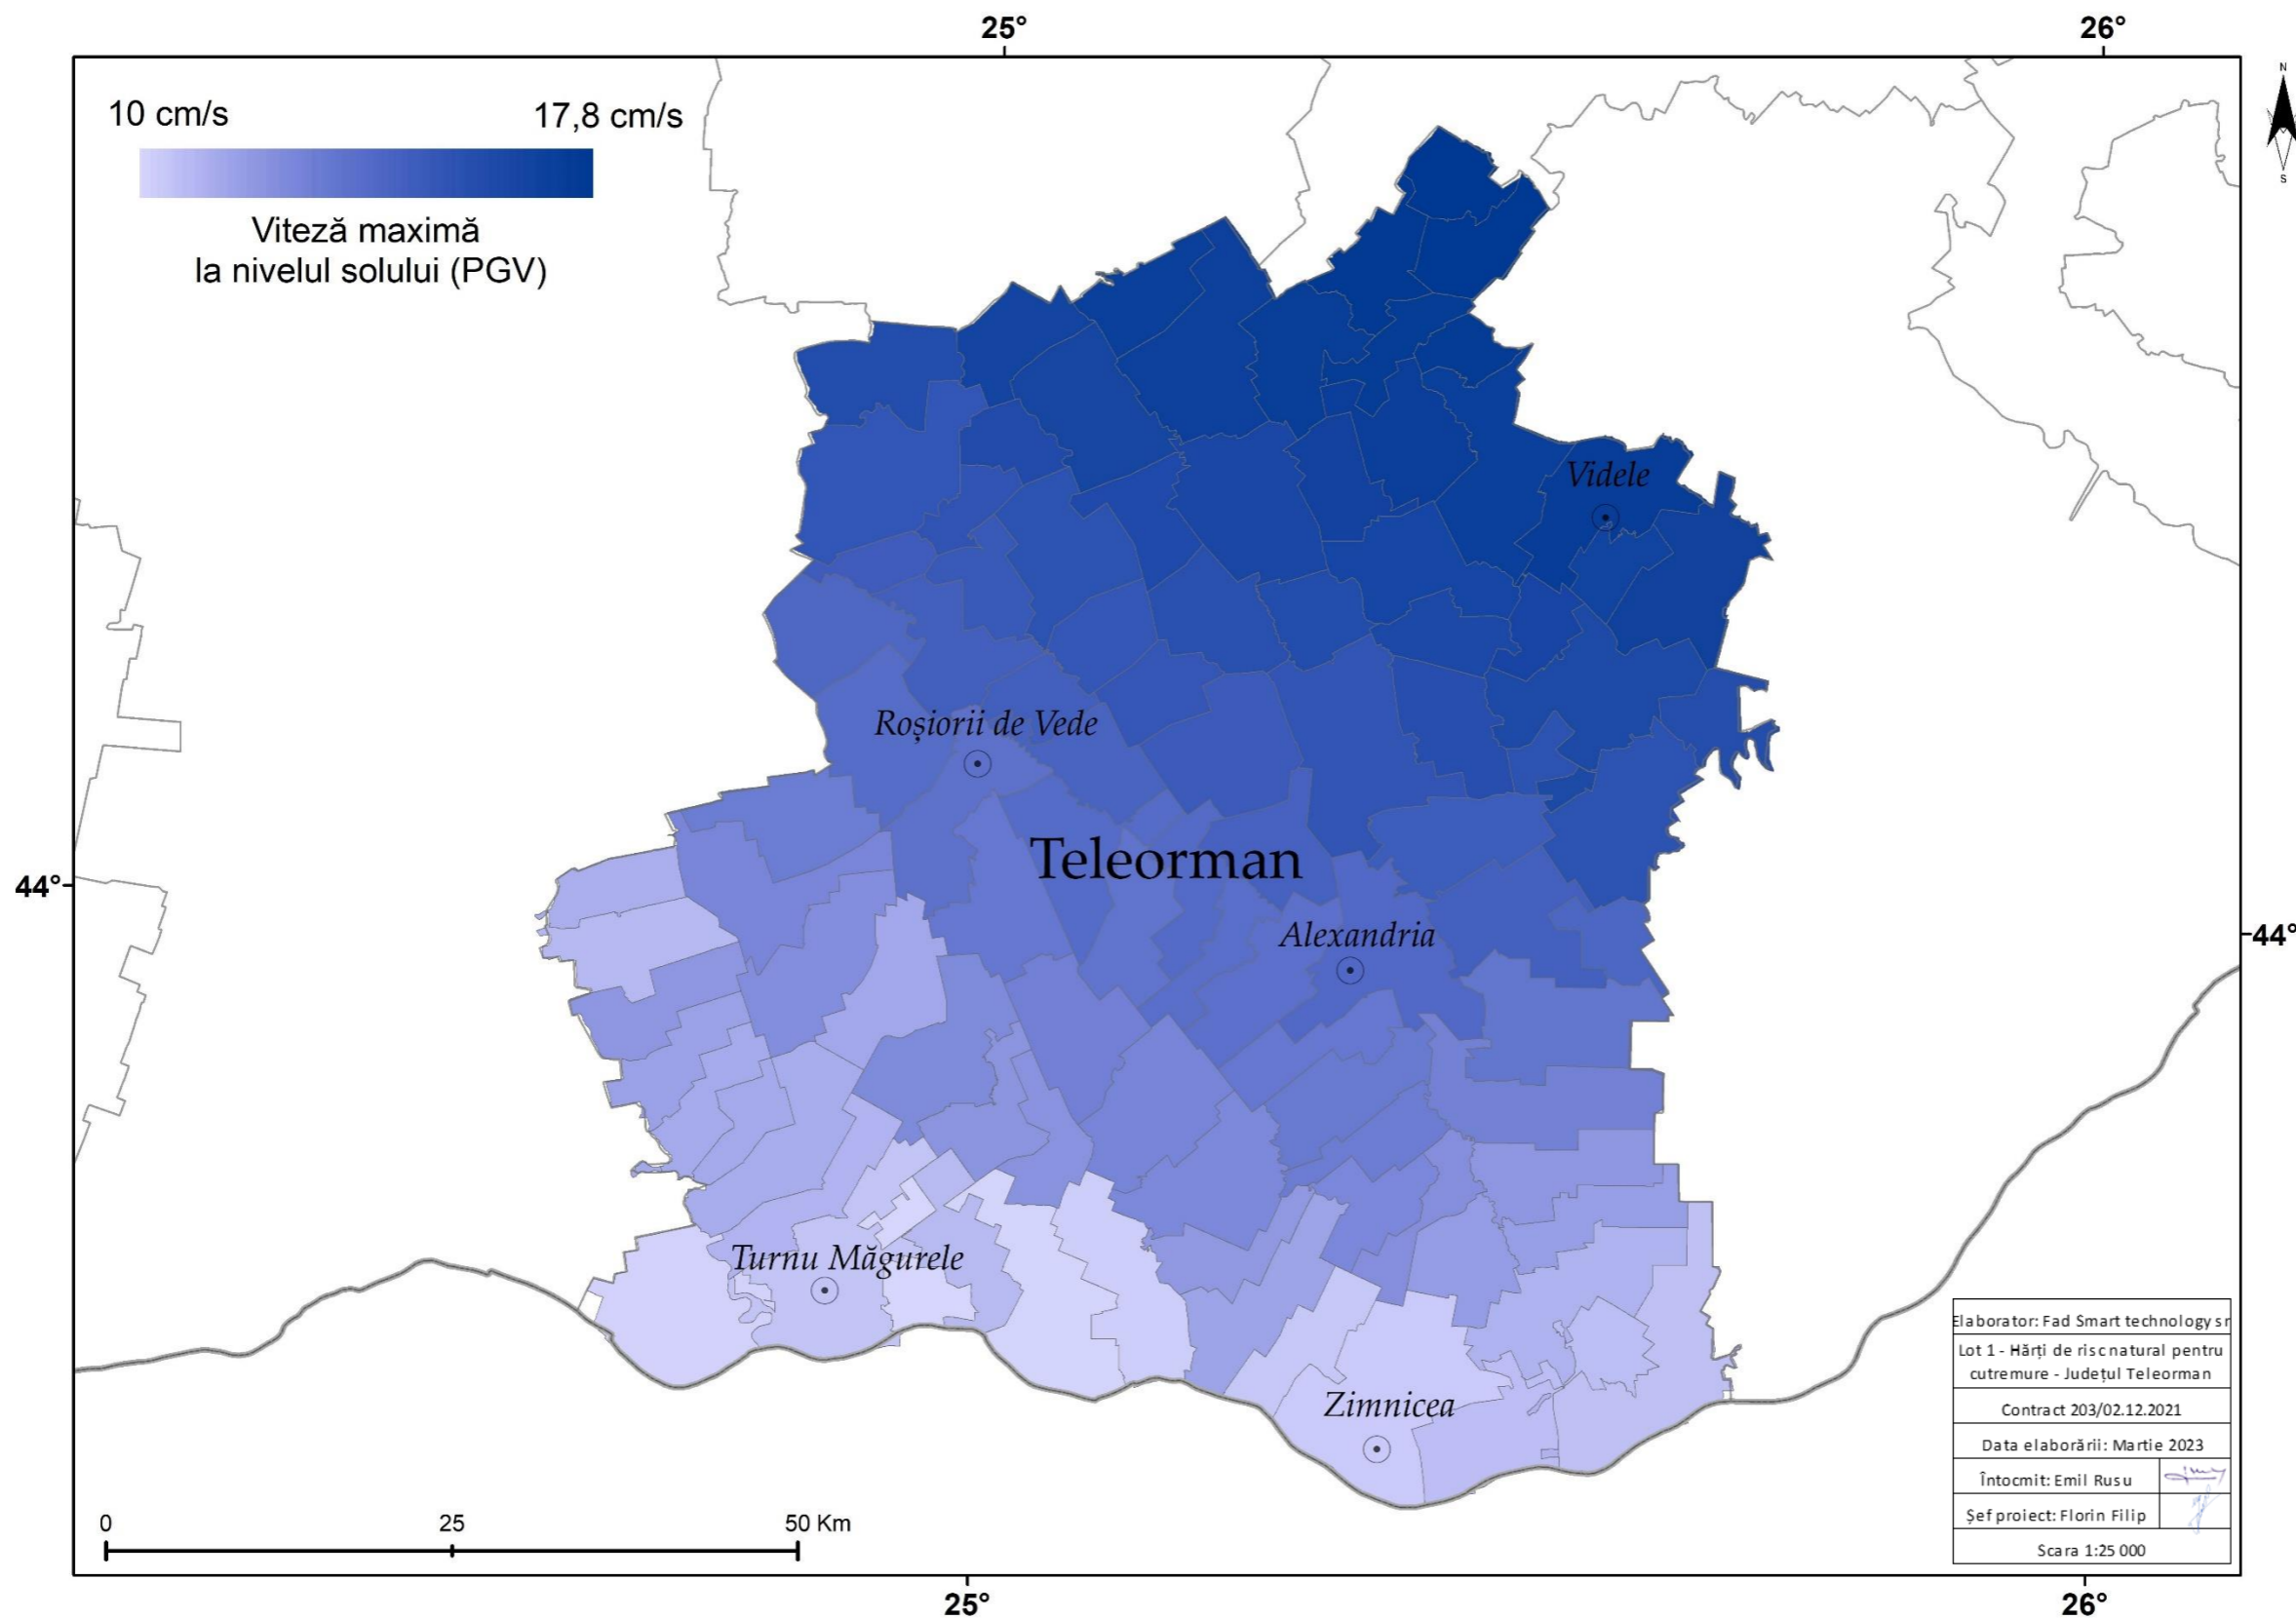 25°
26°
N
S
10 cm/s
17,8 cm/s
Viteză maximă
la nivelul solului (PGV)
Videle
Roșiorii de Vede
Teleorman
44°
Alexandria
44°
Turnu Măgurele
Zimnicea
Elaborator: Fad Smart technology sr
Lot 1 - Hărți de risc natural pentru
cutremure - Județul Teleorman
Contract 203/02.12.2021
Data elaborării: Martie 2023
Întocmit: Emil Rusu
Șef proiect: Florin Filip
Scara 1:25 000
0
25
50 Km
25°
26°